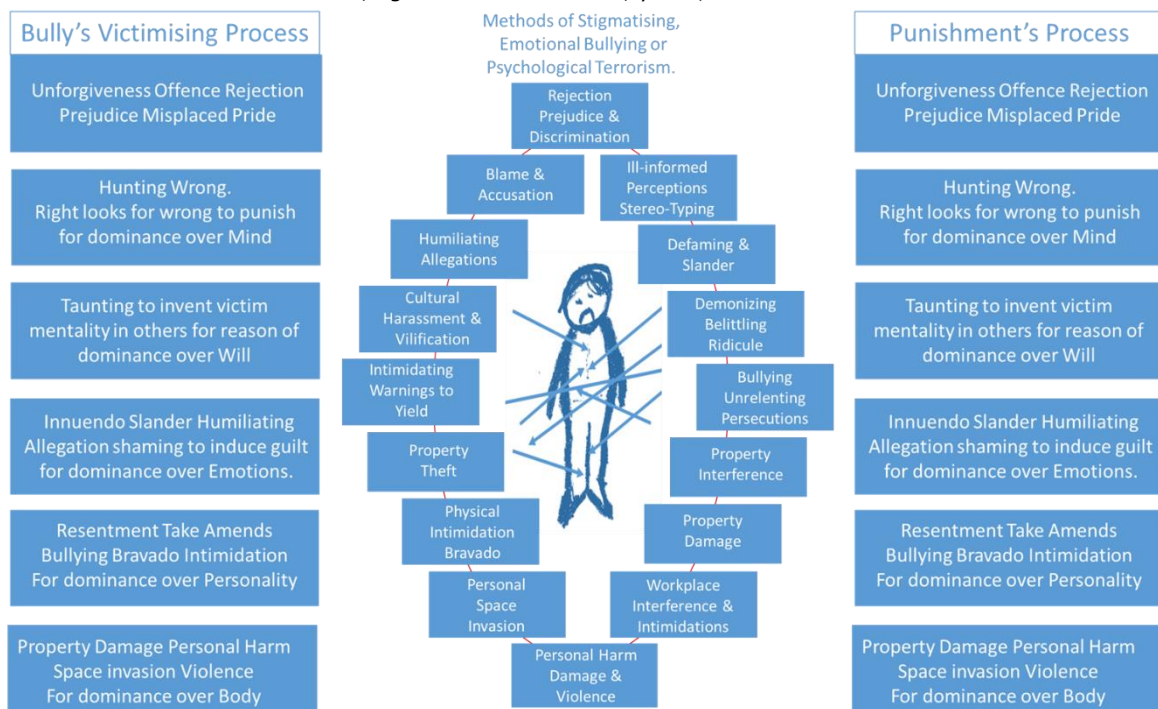 Bully's Victimising Process
Unforgiveness Offence Rejection
Prejudice Misplaced Pride
Hunting Wrong.
Right looks for wrong to punish
for dominance over Mind
Taunting to invent victim
mentality in others for reason of
dominance over Will
Innuendo Slander Humiliating
Allegation shaming to induce guilt
for dominance over Emotions.
Resentment Take Amends
Bullying Bravado Intimidation
For dominance over Personality
Property Damage Personal Harm
Space invasion Violence
For dominance over Body
Methods of Stigmatising,
Emotional Bullying or
Psychological Terrorism.
Rejection
Prejudice &
Discrimination
Blame &
Accusation
Ill-informed
Perceptions
Stereo-Typing
Humiliating
Allegations
Defaming &
Slander
Cultural
Harassment &
Vilification
Demonizing
Belittling
Ridicule
Intimidating
Warnings to
Yield
Bullying
Unrelenting
Persecutions
Property
Theft
Property
Interference
Physical
Intimidation
Bravado
Property
Damage
Personal
Space
Invasion
Workplace
Interference &
Intimidations
Personal Harm
Damage &
Violence
Punishment's Process
Unforgiveness Offence Rejection
Prejudice Misplaced Pride
Hunting Wrong.
Right looks for wrong to punish
for dominance over Mind
Taunting to invent victim
mentality in others for reason of
dominance over Will
Innuendo Slander Humiliating
Allegation shaming to induce guilt
for dominance over Emotions.
Resentment Take Amends
Bullying Bravado Intimidation
For dominance over Personality
Property Damage Personal Harm
Space invasion Violence
For dominance over Body